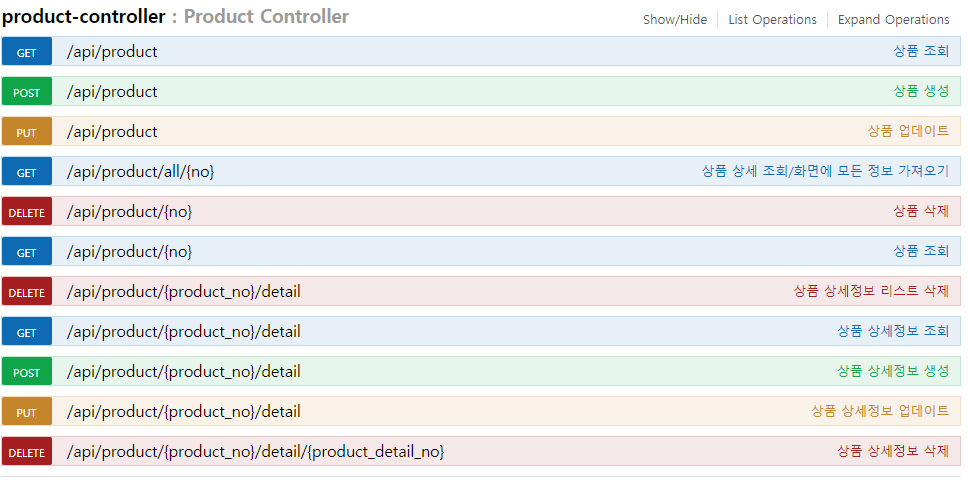 product-controller : Product Controller Show/Hide List Operations Expand Operations
GET /api/product 상품 조회
POST /api/product 상품 생성
PUT /api/product 상품 업데이트
GET /api/product/all/{no} 상품 상세 조회/화면에 모든 정보 가져오기
DELETE /api/product/{no} 상품 삭제
GET /api/product/{no} 상품 조회
DELETE /api/product/{product_no}/detail 상품 상세정보 리스트 삭제
GET /api/product/{product_no}/detail 상품 상세정보 조회
POST /api/product/{product_no}/detail 상품 상세정보 생성
PUT /api/product/{product_no}/detail 상품 상세정보 업데이트
DELETE /api/product/{product_no}/detail/{product_detail_no} 상품 상세정보 삭제